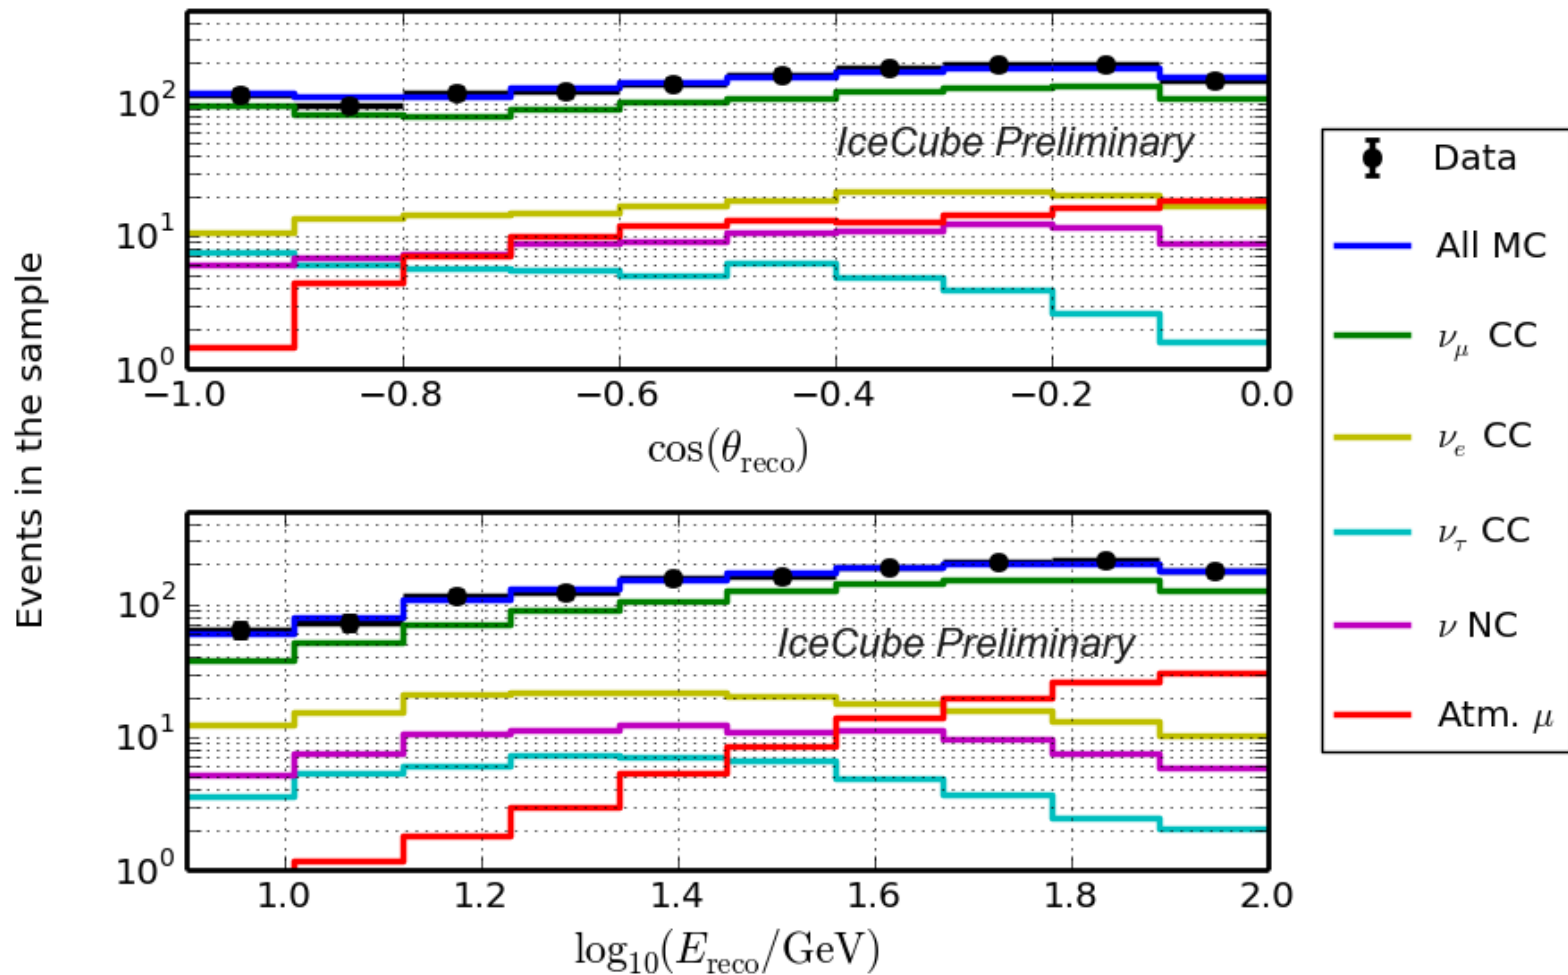 Events in the sample
10²
10¹
10⁰
IceCube Preliminary
−1.0 −0.8 −0.6 −0.4 −0.2 0.0
cos(θreco)
10²
10¹
10⁰
IceCube Preliminary
1.0 1.2 1.4 1.6 1.8 2.0
log₁₀(Ereco/GeV)
Data
All MC
νμ CC
νe CC
ντ CC
ν NC
Atm. μ